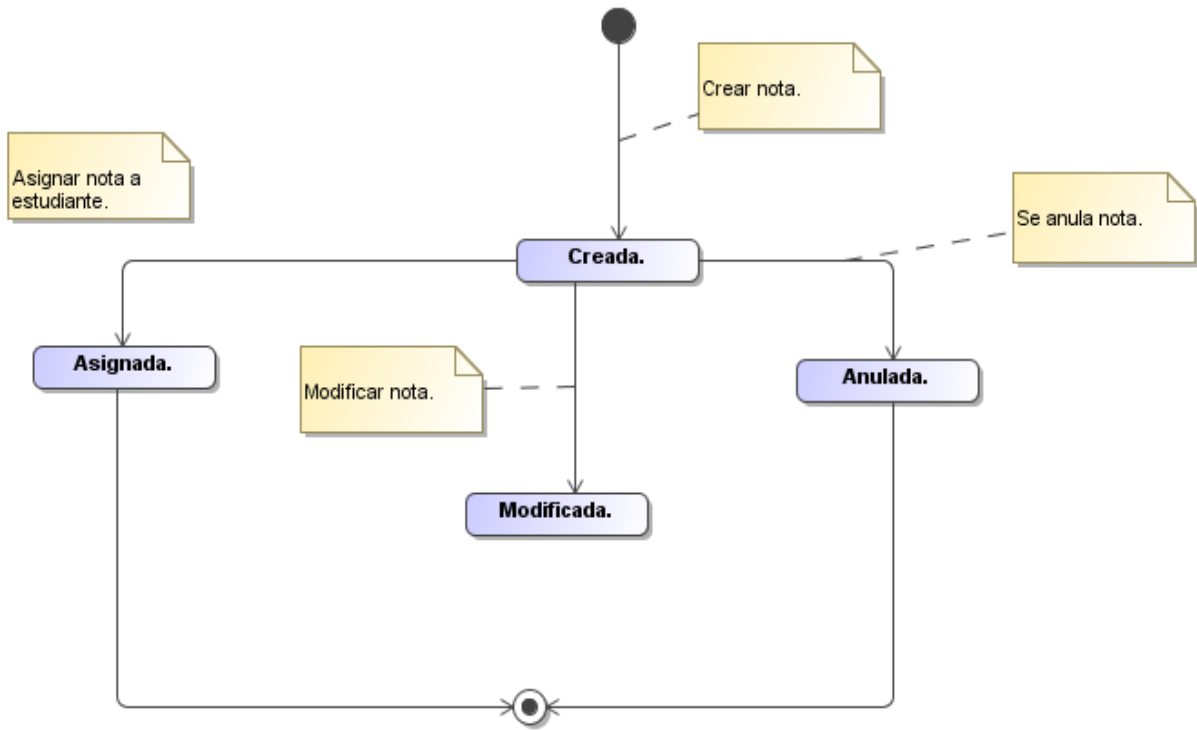 Crear nota.
Asignar nota a
estudiante.
Se anula nota.
Creada.
Asignada.
Modificar nota.
Anulada.
Modificada.